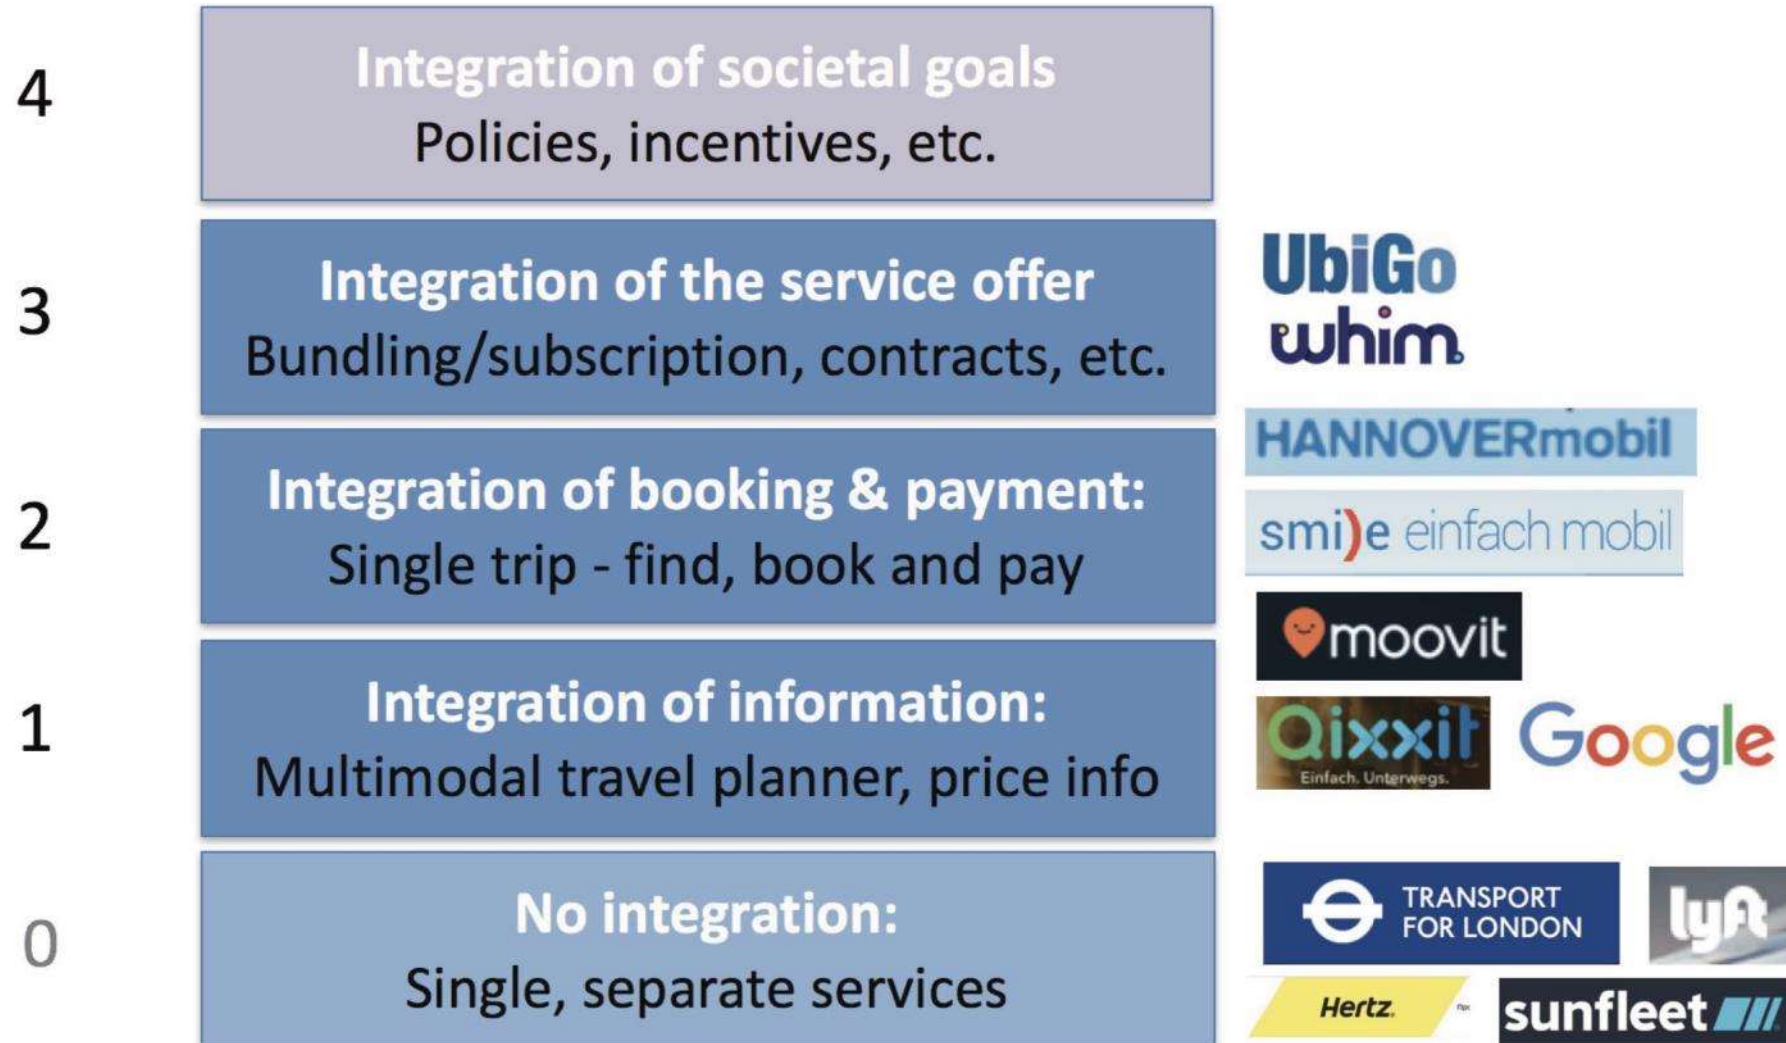 4
Integration of societal goals
Policies, incentives, etc.
3
Integration of the service offer
Bundling/subscription, contracts, etc.
UbiGo
whim
2
Integration of booking & payment:
Single trip - find, book and pay
HANNOVERmobil
smile einfach mobil
moovit
1
Integration of information:
Multimodal travel planner, price info
Qixxit
Einfach. Unterwegs.
Google
0
No integration:
Single, separate services
TRANSPORT
FOR LONDON
lyft
Hertz.
sunfleet